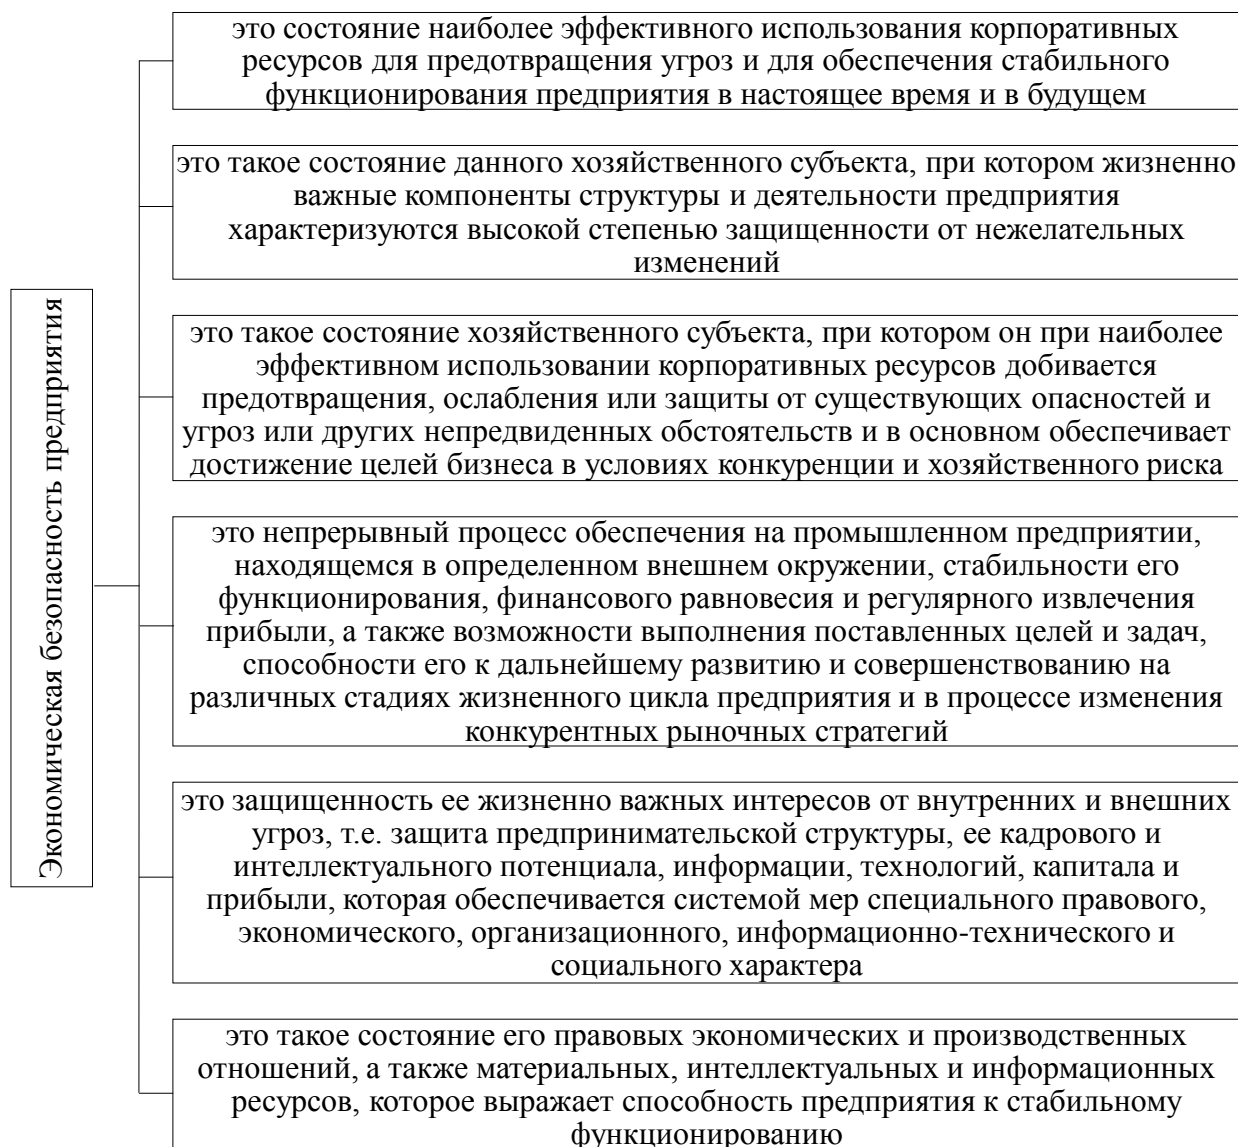 Экономическая безопасность предприятия
это состояние наиболее эффективного использования корпоративных
ресурсов для предотвращения угроз и для обеспечения стабильного
функционирования предприятия в настоящее время и в будущем
это такое состояние данного хозяйственного субъекта, при котором жизненно
важные компоненты структуры и деятельности предприятия
характеризуются высокой степенью защищенности от нежелательных
изменений
это такое состояние хозяйственного субъекта, при котором он при наиболее
эффективном использовании корпоративных ресурсов добивается
предотвращения, ослабления или защиты от существующих опасностей и
угроз или других непредвиденных обстоятельств и в основном обеспечивает
достижение целей бизнеса в условиях конкуренции и хозяйственного риска
это непрерывный процесс обеспечения на промышленном предприятии,
находящемся в определенном внешнем окружении, стабильности его
функционирования, финансового равновесия и регулярного извлечения
прибыли, а также возможности выполнения поставленных целей и задач,
способности его к дальнейшему развитию и совершенствованию на
различных стадиях жизненного цикла предприятия и в процессе изменения
конкурентных рыночных стратегий
это защищенность ее жизненно важных интересов от внутренних и внешних
угроз, т.е. защита предпринимательской структуры, ее кадрового и
интеллектуального потенциала, информации, технологий, капитала и
прибыли, которая обеспечивается системой мер специального правового,
экономического, организационного, информационно-технического и
социального характера
это такое состояние его правовых экономических и производственных
отношений, а также материальных, интеллектуальных и информационных
ресурсов, которое выражает способность предприятия к стабильному
функционированию